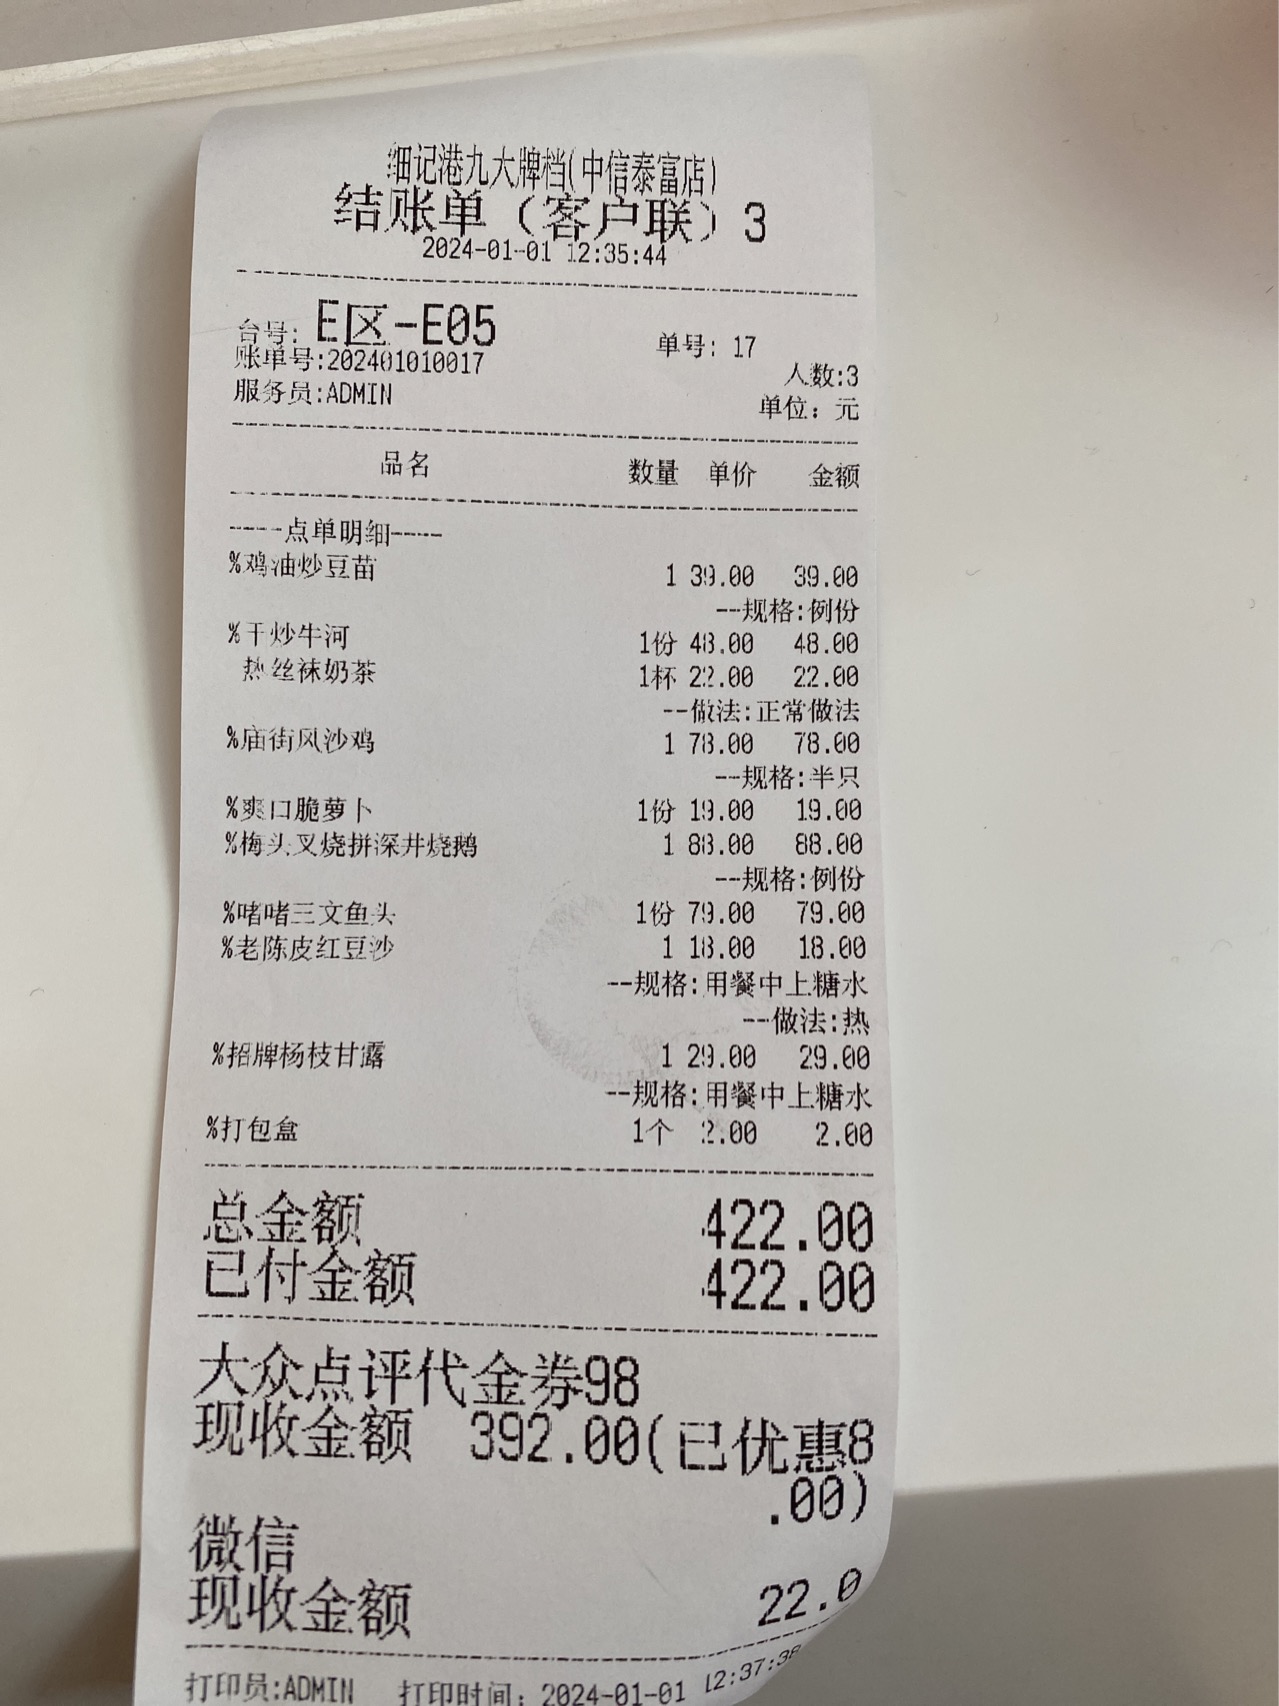 细记港九大牌档(中信泰富店)
结账单（客户联）3
2024-01-01 12:35:44
台号: E区-E05 单号: 17
账单号:202401010017 人数:3
服务员:ADMIN 单位: 元
品名 数量 单价 金额
----点单明细----
%鸡油炒豆苗 1 39.00 39.00
--规格:例份
%干炒牛河 1份 48.00 48.00
热丝袜奶茶 1杯 22.00 22.00
--做法:正常做法
%庙街风沙鸡 1 78.00 78.00
--规格:半只
%爽口脆萝卜 1份 19.00 19.00
%梅头叉烧拼深井烧鹅 1 88.00 88.00
--规格:例份
%啫啫三文鱼头 1份 79.00 79.00
%老陈皮红豆沙 1 18.00 18.00
--规格:用餐中上糖水
--做法:热
%招牌杨枝甘露 1 29.00 29.00
--规格:用餐中上糖水
%打包盒 1个 2.00 2.00
总金额 422.00
已付金额 422.00
大众点评代金券98
现收金额 392.00(已优惠8
.00)
微信
现收金额 22.0
打印员:ADMIN 打印时间: 2024-01-01 12:37:38